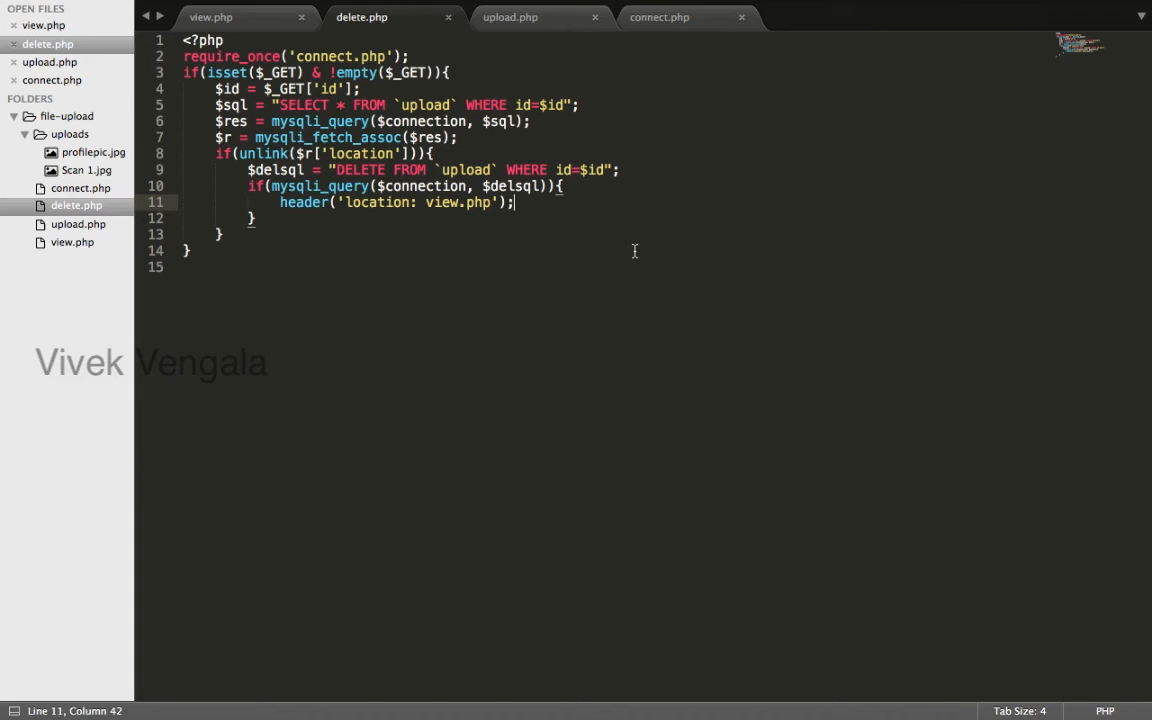 OPEN FILES
view.php
delete.php
upload.php
connect.php
FOLDERS
file-upload
uploads
profilepic.jpg
Scan 1.jpg
connect.php
delete.php
upload.php
view.php
view.php × delete.php × upload.php × connect.php ×
1 <?php
2 require_once('connect.php');
3 if(isset($_GET) & !empty($_GET)){
4 $id = $_GET['id'];
5 $sql = "SELECT * FROM `upload` WHERE id=$id";
6 $res = mysqli_query($connection, $sql);
7 $r = mysqli_fetch_assoc($res);
8 if(unlink($r['location'])){
9 $delsql = "DELETE FROM `upload` WHERE id=$id";
10 if(mysqli_query($connection, $delsql)){
11 header('location: view.php');
12 }
13 }
14 }
15
Vivek Vengala
Line 11, Column 42
Tab Size: 4
PHP